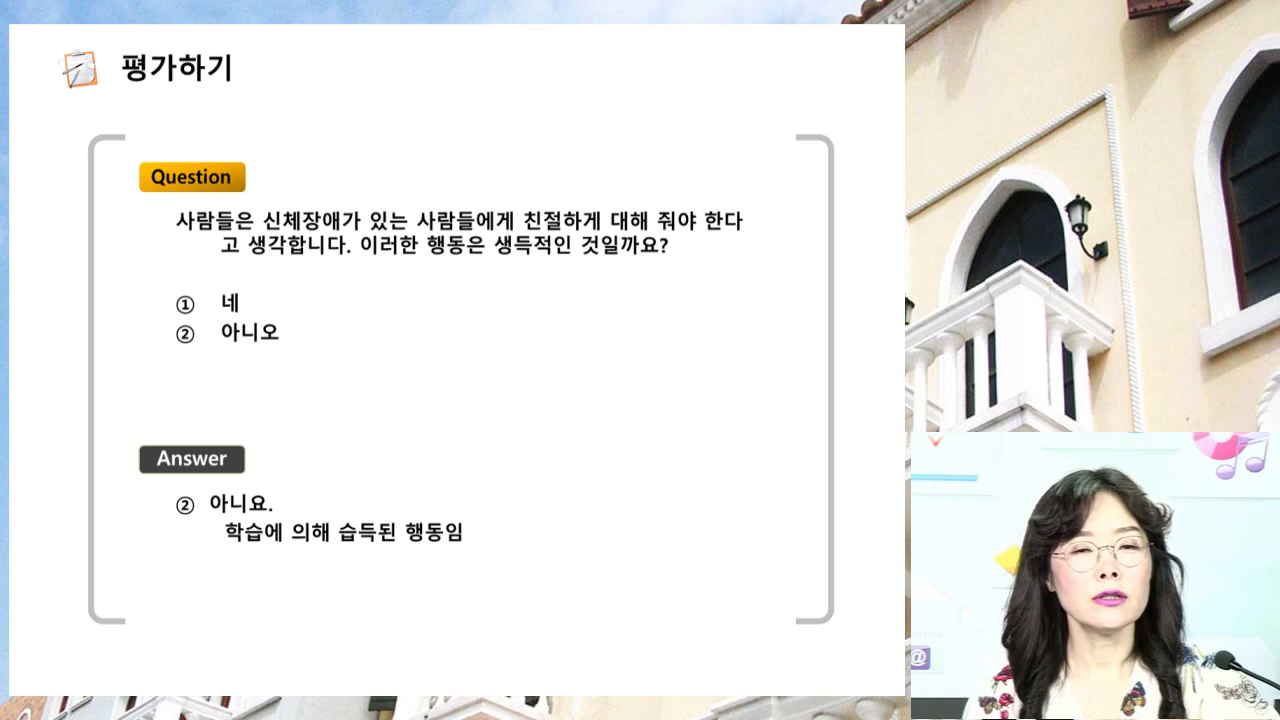 평가하기
Question
사람들은 신체장애가 있는 사람들에게 친절하게 대해 줘야 한다
고 생각합니다. 이러한 행동은 생득적인 것일까요?
① 네
② 아니오
Answer
② 아니요.
학습에 의해 습득된 행동임
@